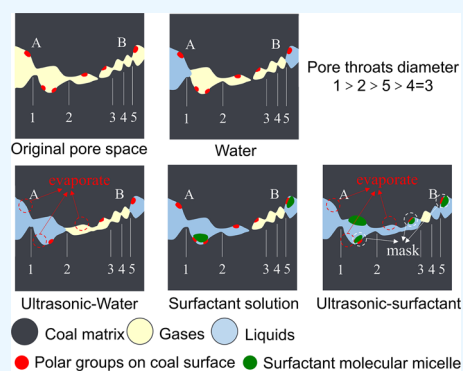 A B
1 2 3 4 5
Original pore space
A B
1 2 3 4 5
Water
Pore throats diameter
1 > 2 > 5 > 4=3
A evaporate B
1 2 3 4 5
Ultrasonic-Water
A B
1 2 3 4 5
Surfactant solution
A evaporate B
mask
1 2 3 4 5
Ultrasonic-surfactant
Coal matrix Gases Liquids
Polar groups on coal surface Surfactant molecular micelle